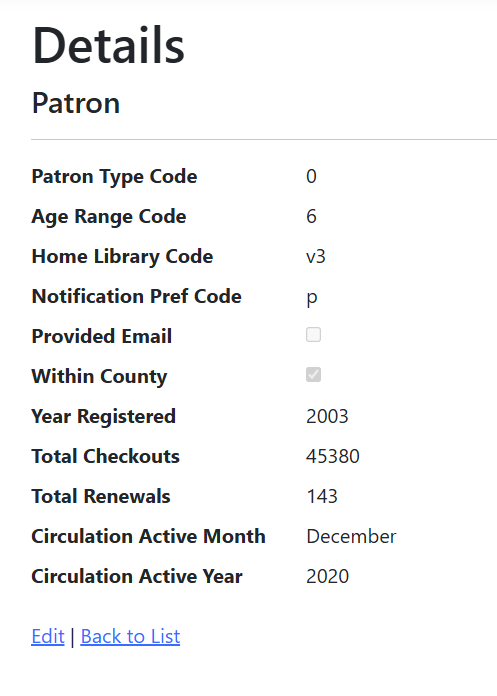 Details
Patron
Patron Type Code 0
Age Range Code 6
Home Library Code v3
Notification Pref Code p
Provided Email
Within County
Year Registered 2003
Total Checkouts 45380
Total Renewals 143
Circulation Active Month December
Circulation Active Year 2020
Edit | Back to List